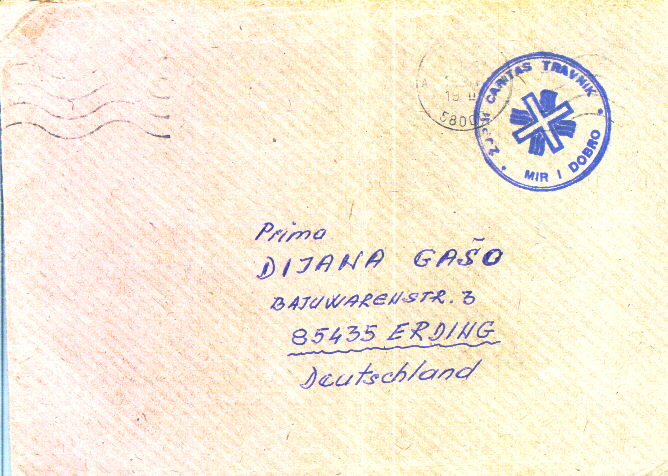 CARITAS TRAVNIK
MIR I DOBRO
5800
Prima
DIJANA GAŠO
BAJUWARENSTR. 3
85435 ERDING
Deutschland